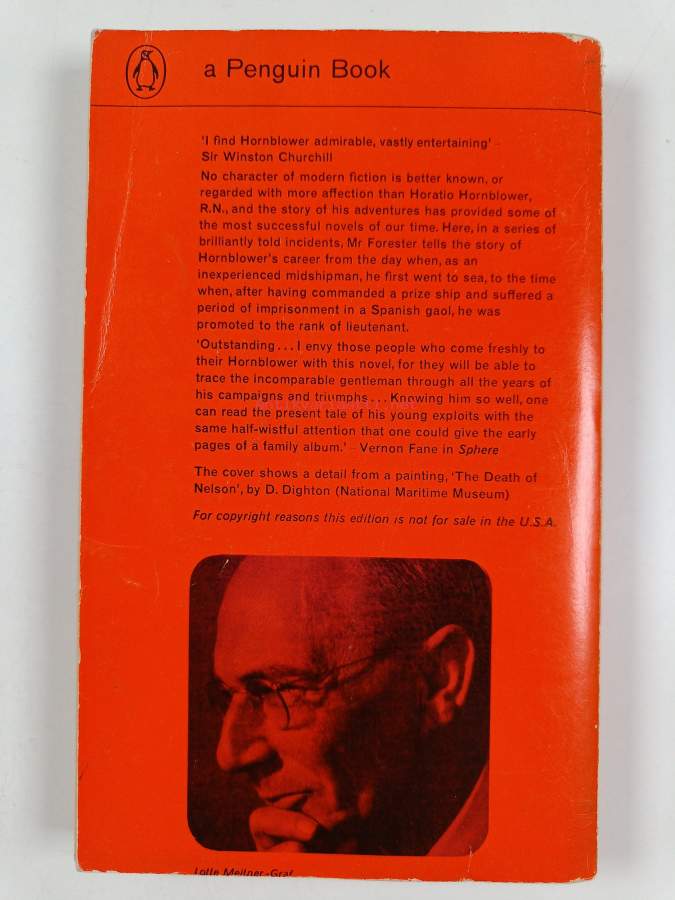 a Penguin Book
'I find Hornblower admirable, vastly entertaining' –
Sir Winston Churchill
No character of modern fiction is better known, or
regarded with more affection than Horatio Hornblower,
R.N., and the story of his adventures has provided some of
the most successful novels of our time. Here, in a series of
brilliantly told incidents, Mr Forester tells the story of
Hornblower's career from the day when, as an
inexperienced midshipman, he first went to sea, to the time
when, after having commanded a prize ship and suffered a
period of imprisonment in a Spanish gaol, he was
promoted to the rank of lieutenant.
'Outstanding...I envy those people who come freshly to
their Hornblower with this novel, for they will be able to
trace the incomparable gentleman through all the years of
his campaigns and triumphs...Knowing him so well, one
can read the present tale of his young exploits with the
same half-wistful attention that one could give the early
pages of a family album.' – Vernon Fane in Sphere
The cover shows a detail from a painting, 'The Death of
Nelson', by D. Dighton (National Maritime Museum)
For copyright reasons this edition is not for sale in the U.S.A.
Lotte Meitner-Graf